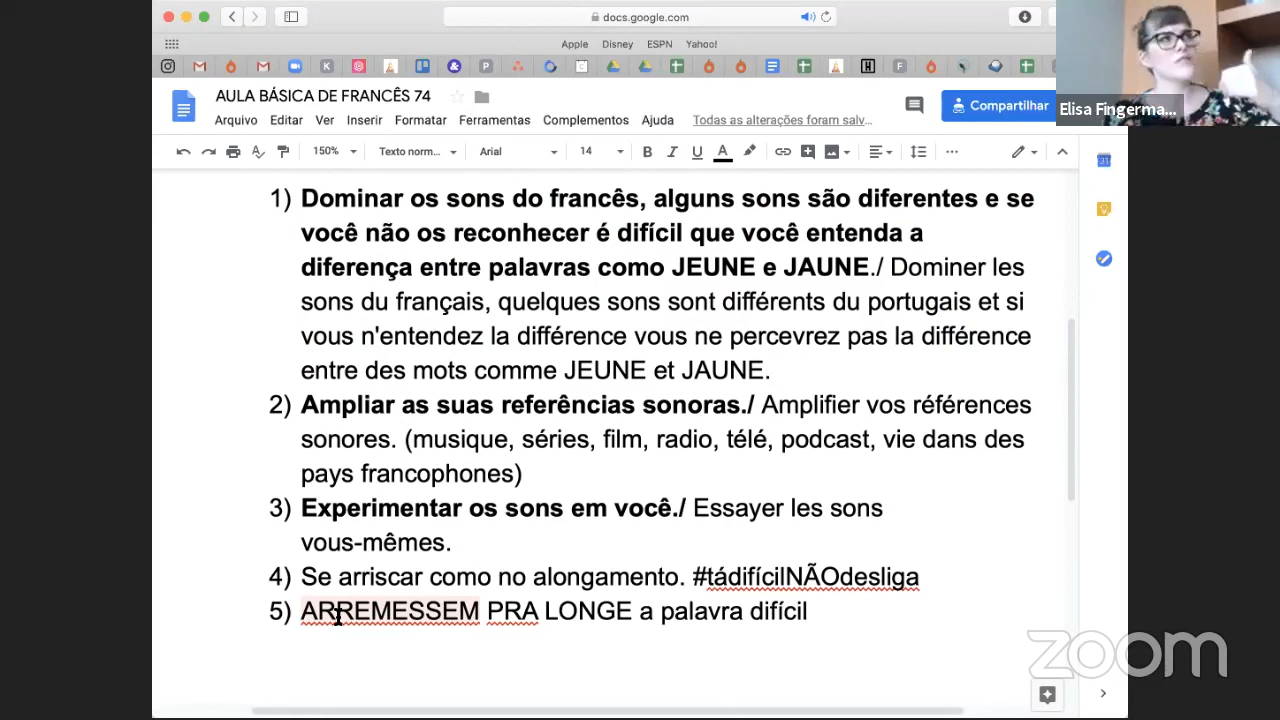 docs.google.com
Apple Disney ESPN Yahoo!
AULA BÁSICA DE FRANCÊS 74
Arquivo Editar Ver Inserir Formatar Ferramentas Complementos Ajuda Todas as alterações foram salv...
Compartilhar
Elisa Fingerma...
150% Texto norm... Arial 14 B I U A
1) Dominar os sons do francês, alguns sons são diferentes e se
você não os reconhecer é difícil que você entenda a
diferença entre palavras como JEUNE e JAUNE./ Dominer les
sons du français, quelques sons sont différents du portugais et si
vous n'entendez la différence vous ne percevrez pas la différence
entre des mots comme JEUNE et JAUNE.
2) Ampliar as suas referências sonoras./ Amplifier vos références
sonores. (musique, séries, film, radio, télé, podcast, vie dans des
pays francophones)
3) Experimentar os sons em você./ Essayer les sons
vous-mêmes.
4) Se arriscar como no alongamento. #tádifícilNÃOdesliga
5) ARREMESSEM PRA LONGE a palavra difícil
zoom